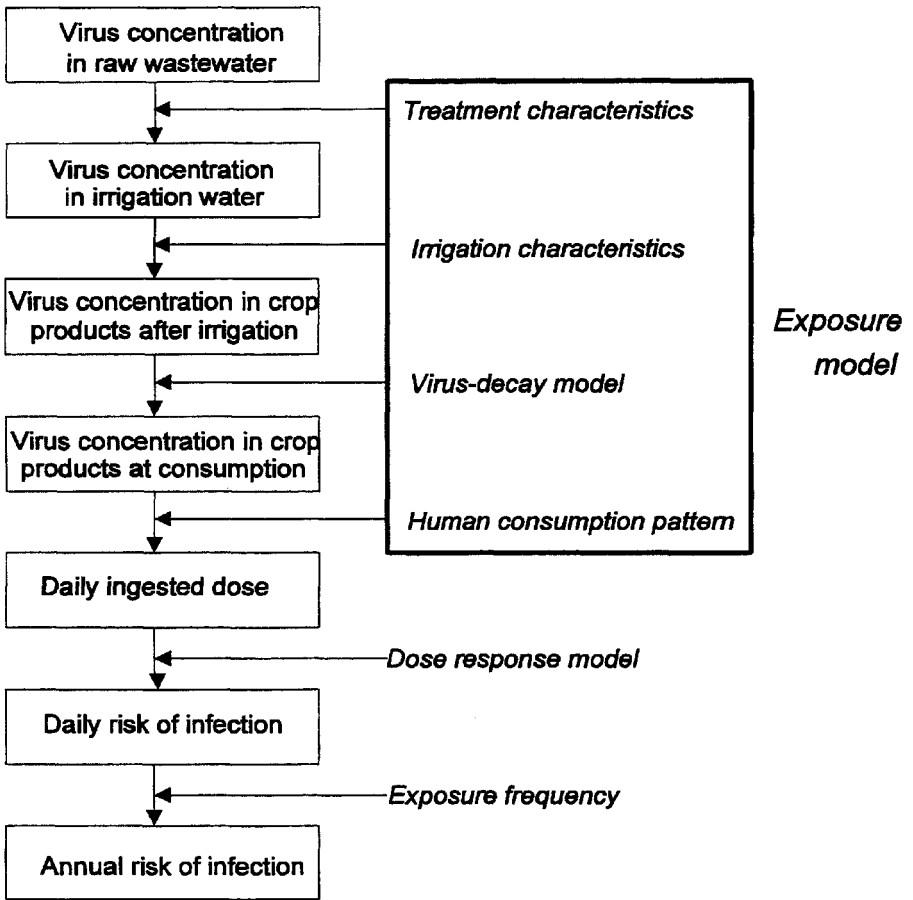 Virus concentration
in raw wastewater
Treatment characteristics
Virus concentration
in irrigation water
Irrigation characteristics
Virus concentration in crop
products after irrigation
Exposure
model
Virus-decay model
Virus concentration in crop
products at consumption
Human consumption pattern
Daily ingested dose
Dose response model
Daily risk of infection
Exposure frequency
Annual risk of infection